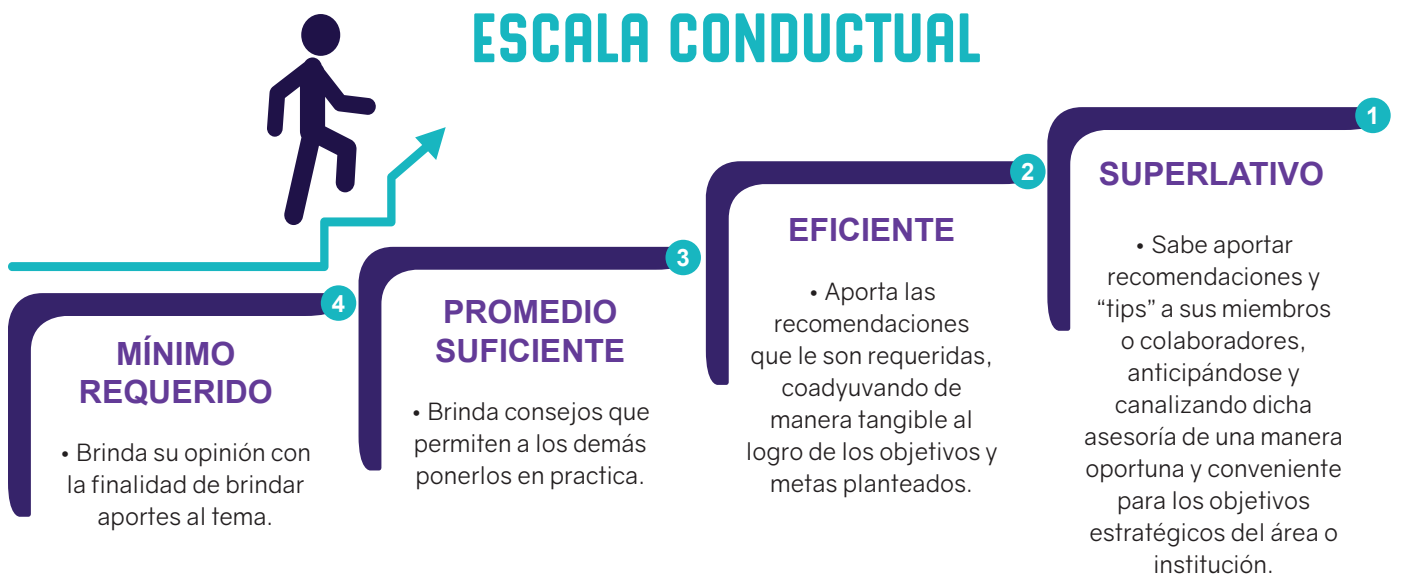 ESCALA CONDUCTUAL
4
MÍNIMO
REQUERIDO
• Brinda su opinión con
la finalidad de brindar
aportes al tema.
3
PROMEDIO
SUFICIENTE
• Brinda consejos que
permiten a los demás
ponerlos en practica.
2
EFICIENTE
• Aporta las
recomendaciones
que le son requeridas,
coadyuvando de
manera tangible al
logro de los objetivos y
metas planteados.
1
SUPERLATIVO
• Sabe aportar
recomendaciones y
“tips” a sus miembros
o colaboradores,
anticipándose y
canalizando dicha
asesoría de una manera
oportuna y conveniente
para los objetivos
estratégicos del área o
institución.